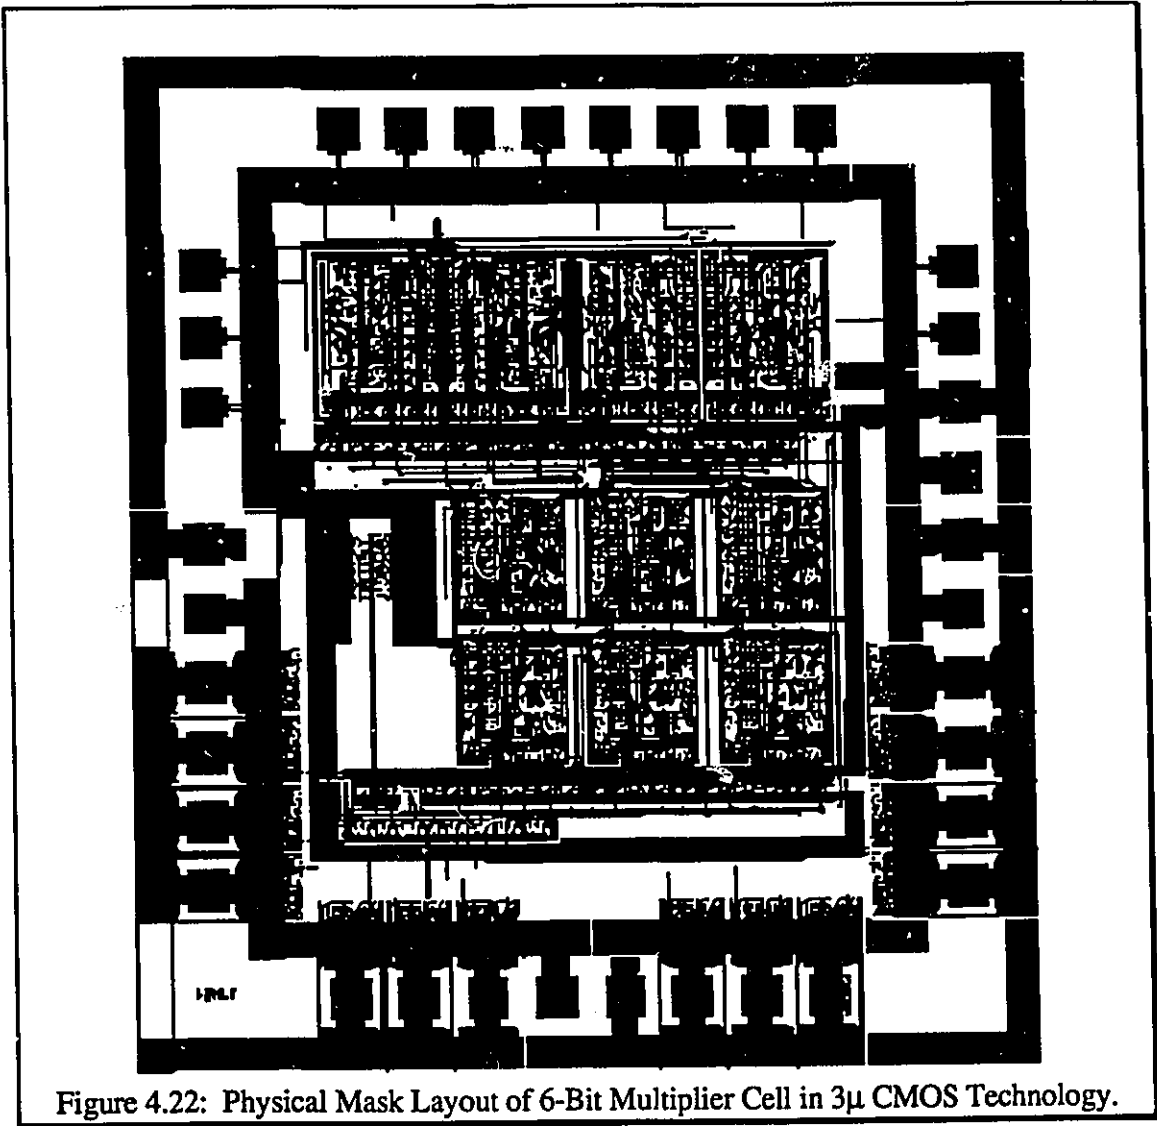 Figure 4.22: Physical Mask Layout of 6-Bit Multiplier Cell in 3μ CMOS Technology.